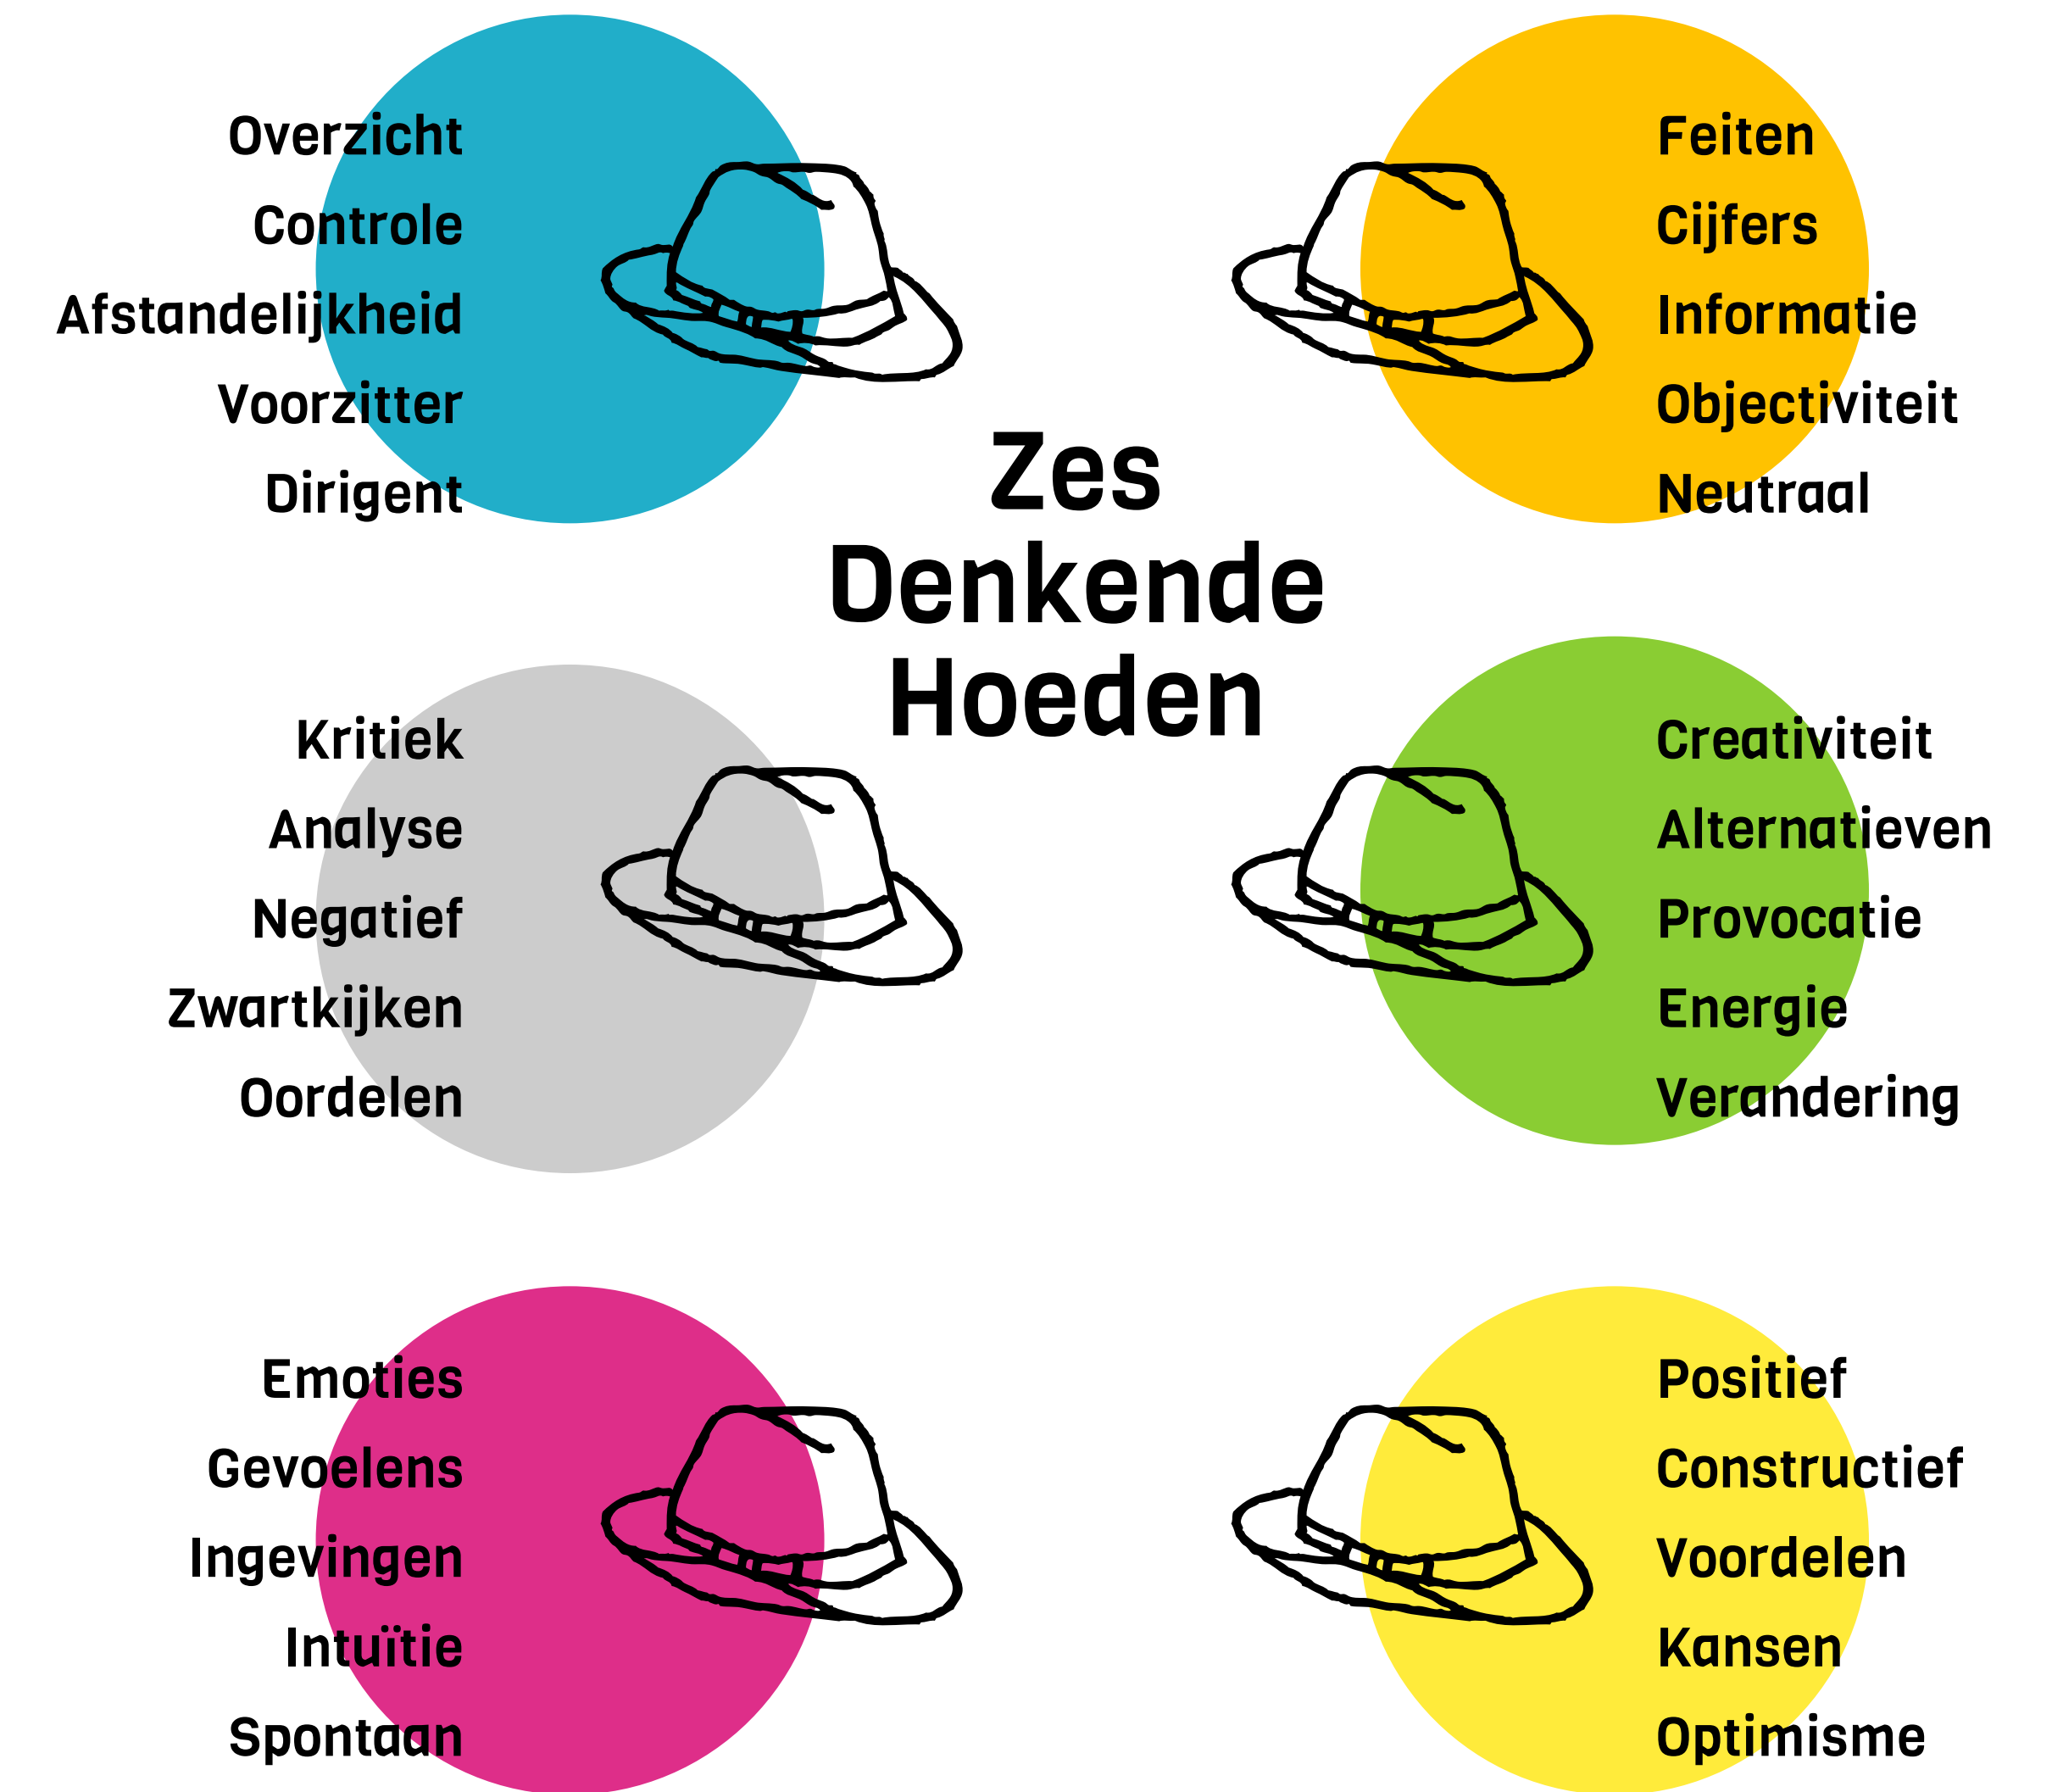 Overzicht
Controle
Afstandelijkheid
Voorzitter
Dirigent
Feiten
Cijfers
Informatie
Objectiviteit
Neutraal
Zes
Denkende
Hoeden
Kritiek
Analyse
Negatief
Zwartkijken
Oordelen
Creativiteit
Alternatieven
Provocatie
Energie
Verandering
Emoties
Gevoelens
Ingevingen
Intuïtie
Spontaan
Positief
Constructief
Voordelen
Kansen
Optimisme